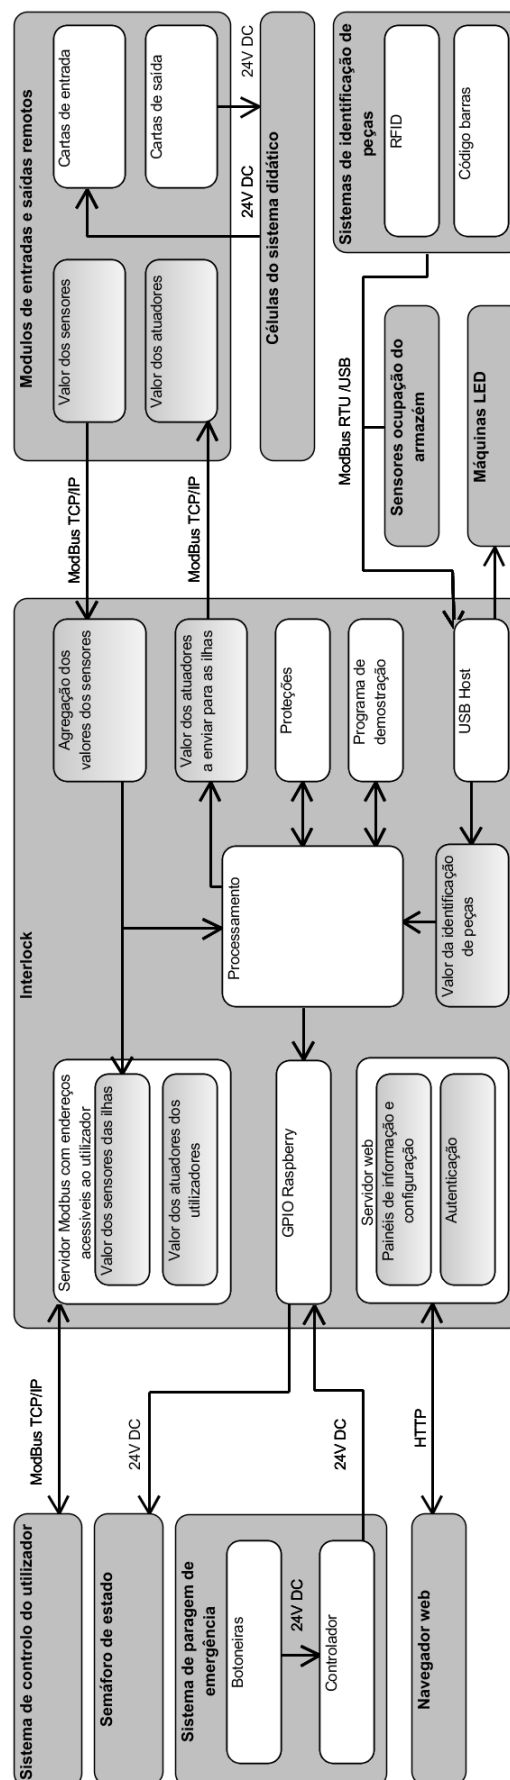 Sistema de controlo do utilizador
Semáforo de estado
Sistema de paragem de
emergência
Botoneiras
24V DC
Controlador
Navegador web
ModBus TCP/IP
24V DC
24V DC
HTTP
Interlock
Servidor Modbus com endereços
acessíveis ao utilizador
Valor dos sensores das ilhas
Valor dos atuadores dos
utilizadores
GPIO Raspberry
Servidor web
Painéis de informação e
configuração
Autenticação
Processamento
Valor da identificação
de peças
Agregação dos
valores dos sensores
Valor dos atuadores
a enviar para as ilhas
Proteções
Programa de
demostração
USB Host
ModBus TCP/IP
ModBus TCP/IP
ModBus RTU /USB
Modulos de entradas e saídas remotos
Valor dos sensores
Valor dos atuadores
Cartas de entrada
Cartas de saída
24V DC
24V DC
Células do sistema didático
Sistemas de identificação de
peças
RFID
Código barras
Sensores ocupação do
armazém
Máquinas LED